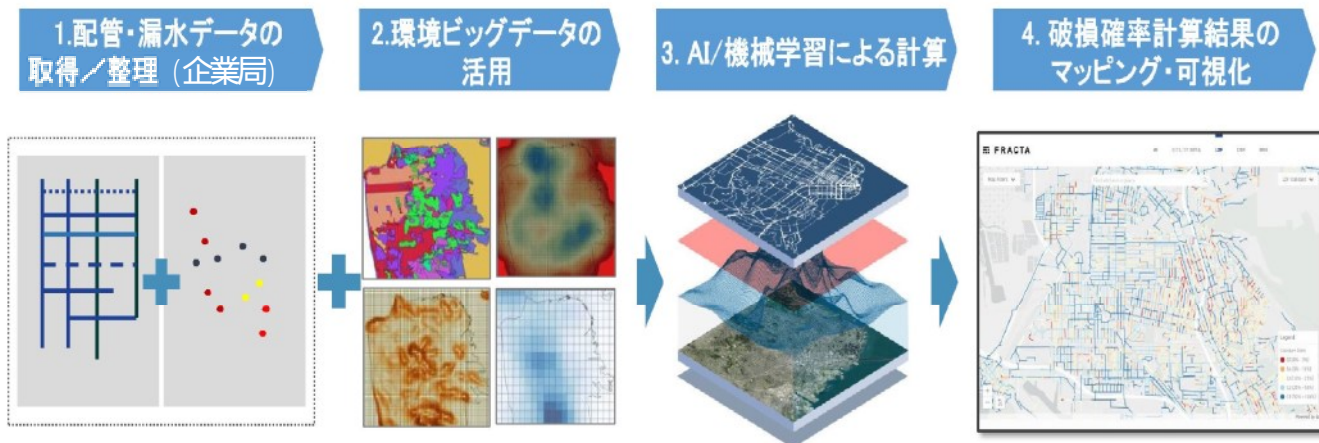 1.配管・漏水データの
取得／整理（企業局）
2.環境ビッグデータの
活用
3. AI/機械学習による計算
4. 破損確率計算結果の
マッピング・可視化
FRACTA
Legend